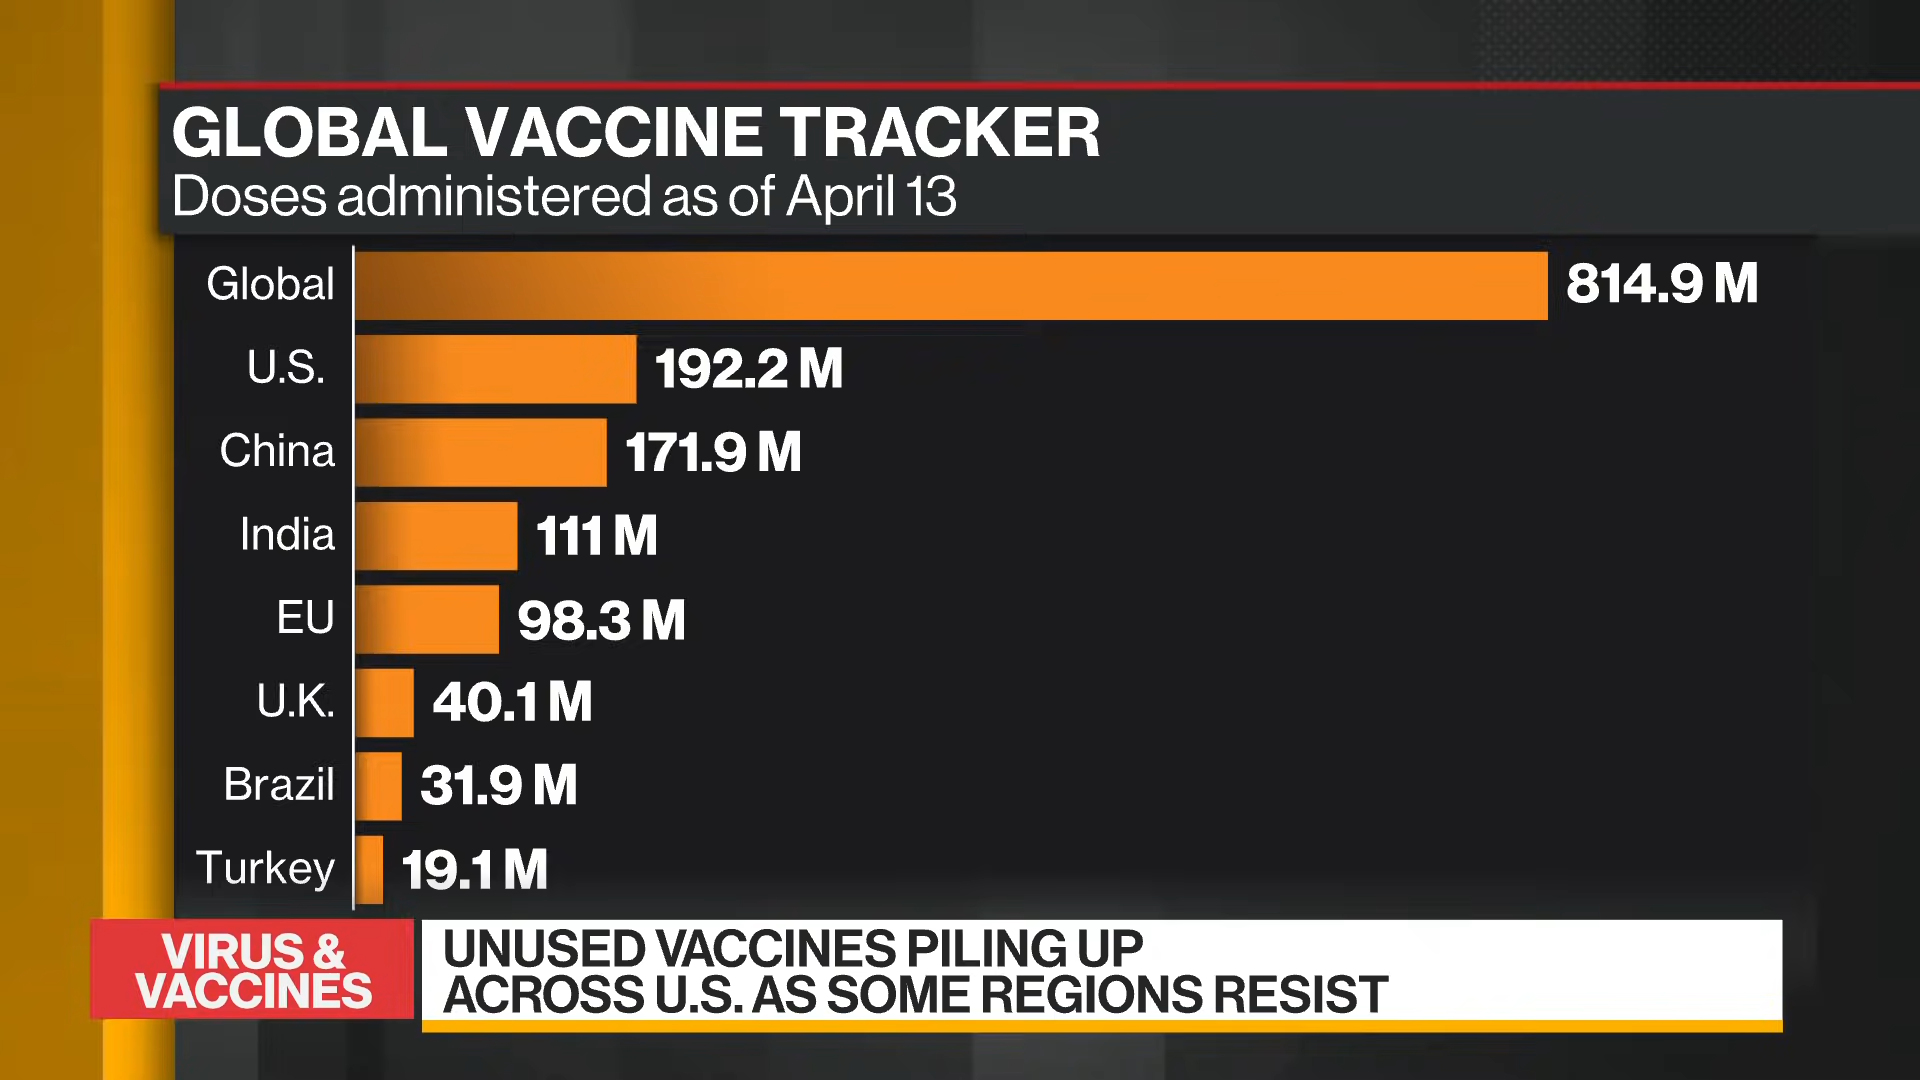 GLOBAL VACCINE TRACKER
Doses administered as of April 13
Global 814.9 M
U.S. 192.2 M
China 171.9 M
India 111 M
EU 98.3 M
U.K. 40.1 M
Brazil 31.9 M
Turkey 19.1 M
VIRUS &
VACCINES
UNUSED VACCINES PILING UP
ACROSS U.S. AS SOME REGIONS RESIST